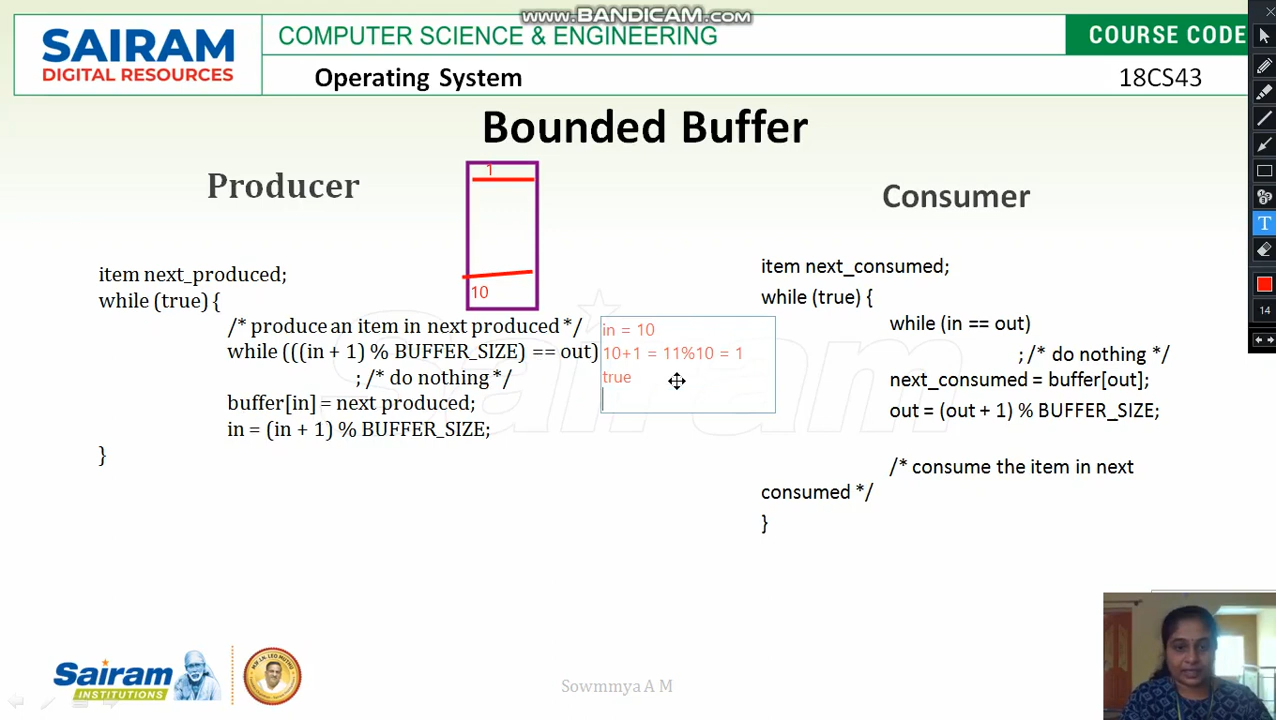 www.BANDICAM.com
SAIRAM
DIGITAL RESOURCES
COMPUTER SCIENCE & ENGINEERING
COURSE CODE
Operating System
18CS43
Bounded Buffer
Producer
1
10
item next_produced;
while (true) {
/* produce an item in next produced */
while (((in + 1) % BUFFER_SIZE) == out)
; /* do nothing */
buffer[in] = next produced;
in = (in + 1) % BUFFER_SIZE;
}
in = 10
10+1 = 11%10 = 1
true
Consumer
item next_consumed;
while (true) {
while (in == out)
; /* do nothing */
next_consumed = buffer[out];
out = (out + 1) % BUFFER_SIZE;
/* consume the item in next
consumed */
}
Sairam
Sairam
INSTITUTIONS
Sowmmya A M
T
14